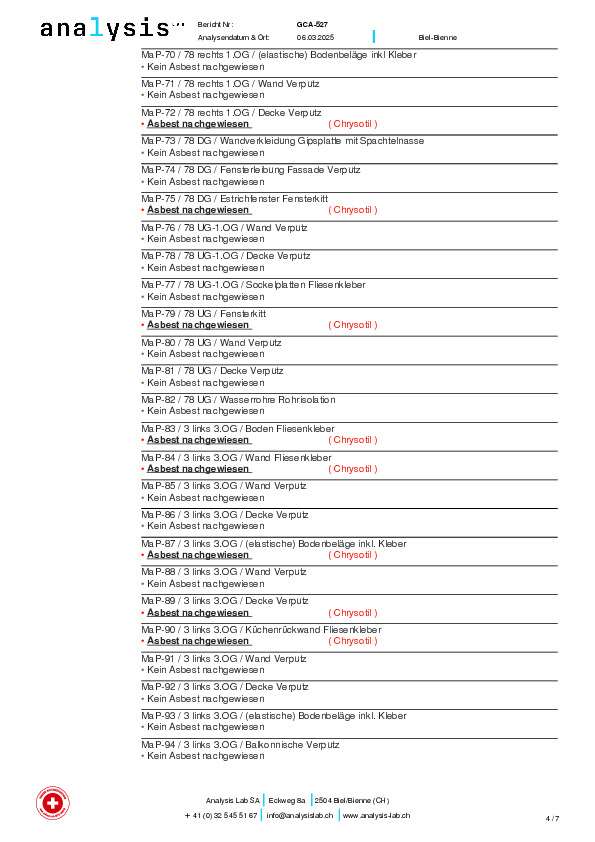 analysis
Bericht Nr: GCA-527
Analysendatum & Ort: 06.03.2025 Biel-Bienne
MaP-70 / 78 rechts 1.OG / (elastische) Bodenbeläge inkl Kleber
• Kein Asbest nachgewiesen
MaP-71 / 78 rechts 1.OG / Wand Verputz
• Kein Asbest nachgewiesen
MaP-72 / 78 rechts 1.OG / Decke Verputz
• Asbest nachgewiesen ( Chrysotil )
MaP-73 / 78 DG / Wandverkleidung Gipsplatte mit Spachtelnasse
• Kein Asbest nachgewiesen
MaP-74 / 78 DG / Fensterleibung Fassade Verputz
• Kein Asbest nachgewiesen
MaP-75 / 78 DG / Estrichfenster Fensterkitt
• Asbest nachgewiesen ( Chrysotil )
MaP-76 / 78 UG-1.OG / Wand Verputz
• Kein Asbest nachgewiesen
MaP-78 / 78 UG-1.OG / Decke Verputz
• Kein Asbest nachgewiesen
MaP-77 / 78 UG-1.OG / Sockelplatten Fliesenkleber
• Kein Asbest nachgewiesen
MaP-79 / 78 UG / Fensterkitt
• Asbest nachgewiesen ( Chrysotil )
MaP-80 / 78 UG / Wand Verputz
• Kein Asbest nachgewiesen
MaP-81 / 78 UG / Decke Verputz
• Kein Asbest nachgewiesen
MaP-82 / 78 UG / Wasserrohre Rohrisolation
• Kein Asbest nachgewiesen
MaP-83 / 3 links 3.OG / Boden Fliesenkleber
• Asbest nachgewiesen ( Chrysotil )
MaP-84 / 3 links 3.OG / Wand Fliesenkleber
• Asbest nachgewiesen ( Chrysotil )
MaP-85 / 3 links 3.OG / Wand Verputz
• Kein Asbest nachgewiesen
MaP-86 / 3 links 3.OG / Decke Verputz
• Kein Asbest nachgewiesen
MaP-87 / 3 links 3.OG / (elastische) Bodenbeläge inkl. Kleber
• Asbest nachgewiesen ( Chrysotil )
MaP-88 / 3 links 3.OG / Wand Verputz
• Kein Asbest nachgewiesen
MaP-89 / 3 links 3.OG / Decke Verputz
• Asbest nachgewiesen ( Chrysotil )
MaP-90 / 3 links 3.OG / Küchenrückwand Fliesenkleber
• Asbest nachgewiesen ( Chrysotil )
MaP-91 / 3 links 3.OG / Wand Verputz
• Kein Asbest nachgewiesen
MaP-92 / 3 links 3.OG / Decke Verputz
• Kein Asbest nachgewiesen
MaP-93 / 3 links 3.OG / (elastische) Bodenbeläge inkl. Kleber
• Kein Asbest nachgewiesen
MaP-94 / 3 links 3.OG / Balkonnische Verputz
• Kein Asbest nachgewiesen
Analysis Lab SA | Eckweg 8a | 2504 Biel/Bienne (CH)
+ 41 (0) 32 545 51 67 | info@analysislab.ch | www.analysis-lab.ch
4 / 7